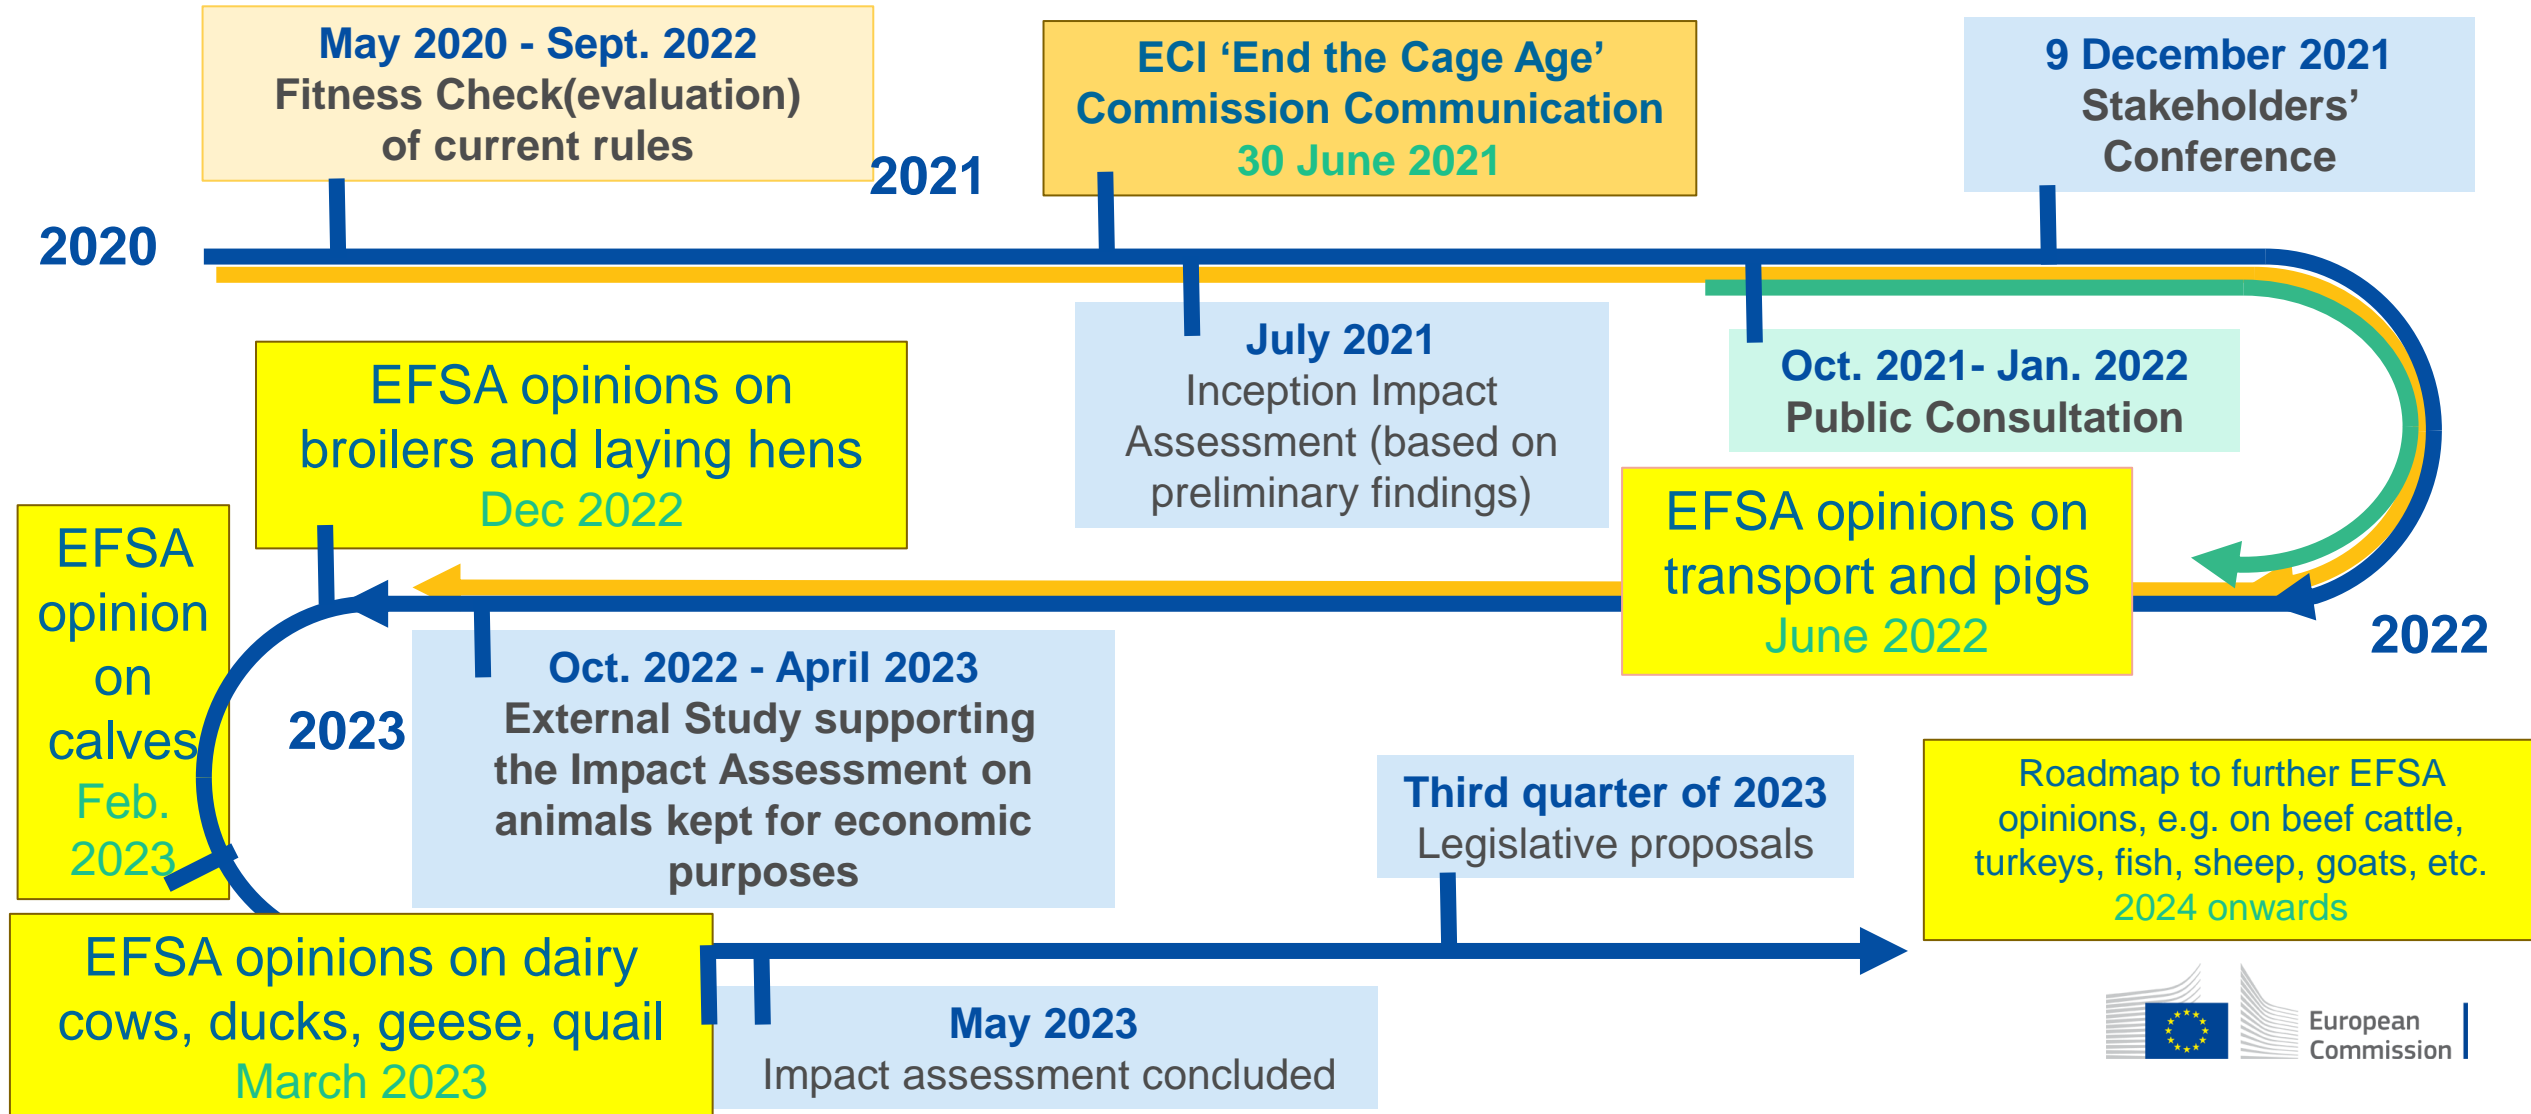 May 2020 - Sept. 2022
Fitness Check(evaluation)
of current rules
2021
ECI ‘End the Cage Age’
Commission Communication
30 June 2021
9 December 2021
Stakeholders’
Conference
2020
July 2021
Inception Impact
Assessment (based on
preliminary findings)
Oct. 2021- Jan. 2022
Public Consultation
EFSA opinions on
broilers and laying hens
Dec 2022
EFSA opinions on
transport and pigs
June 2022
2022
EFSA
opinion
on
calves
Feb.
2023
2023
Oct. 2022 - April 2023
External Study supporting
the Impact Assessment on
animals kept for economic
purposes
Third quarter of 2023
Legislative proposals
Roadmap to further EFSA
opinions, e.g. on beef cattle,
turkeys, fish, sheep, goats, etc.
2024 onwards
EFSA opinions on dairy
cows, ducks, geese, quail
March 2023
May 2023
Impact assessment concluded
European
Commission